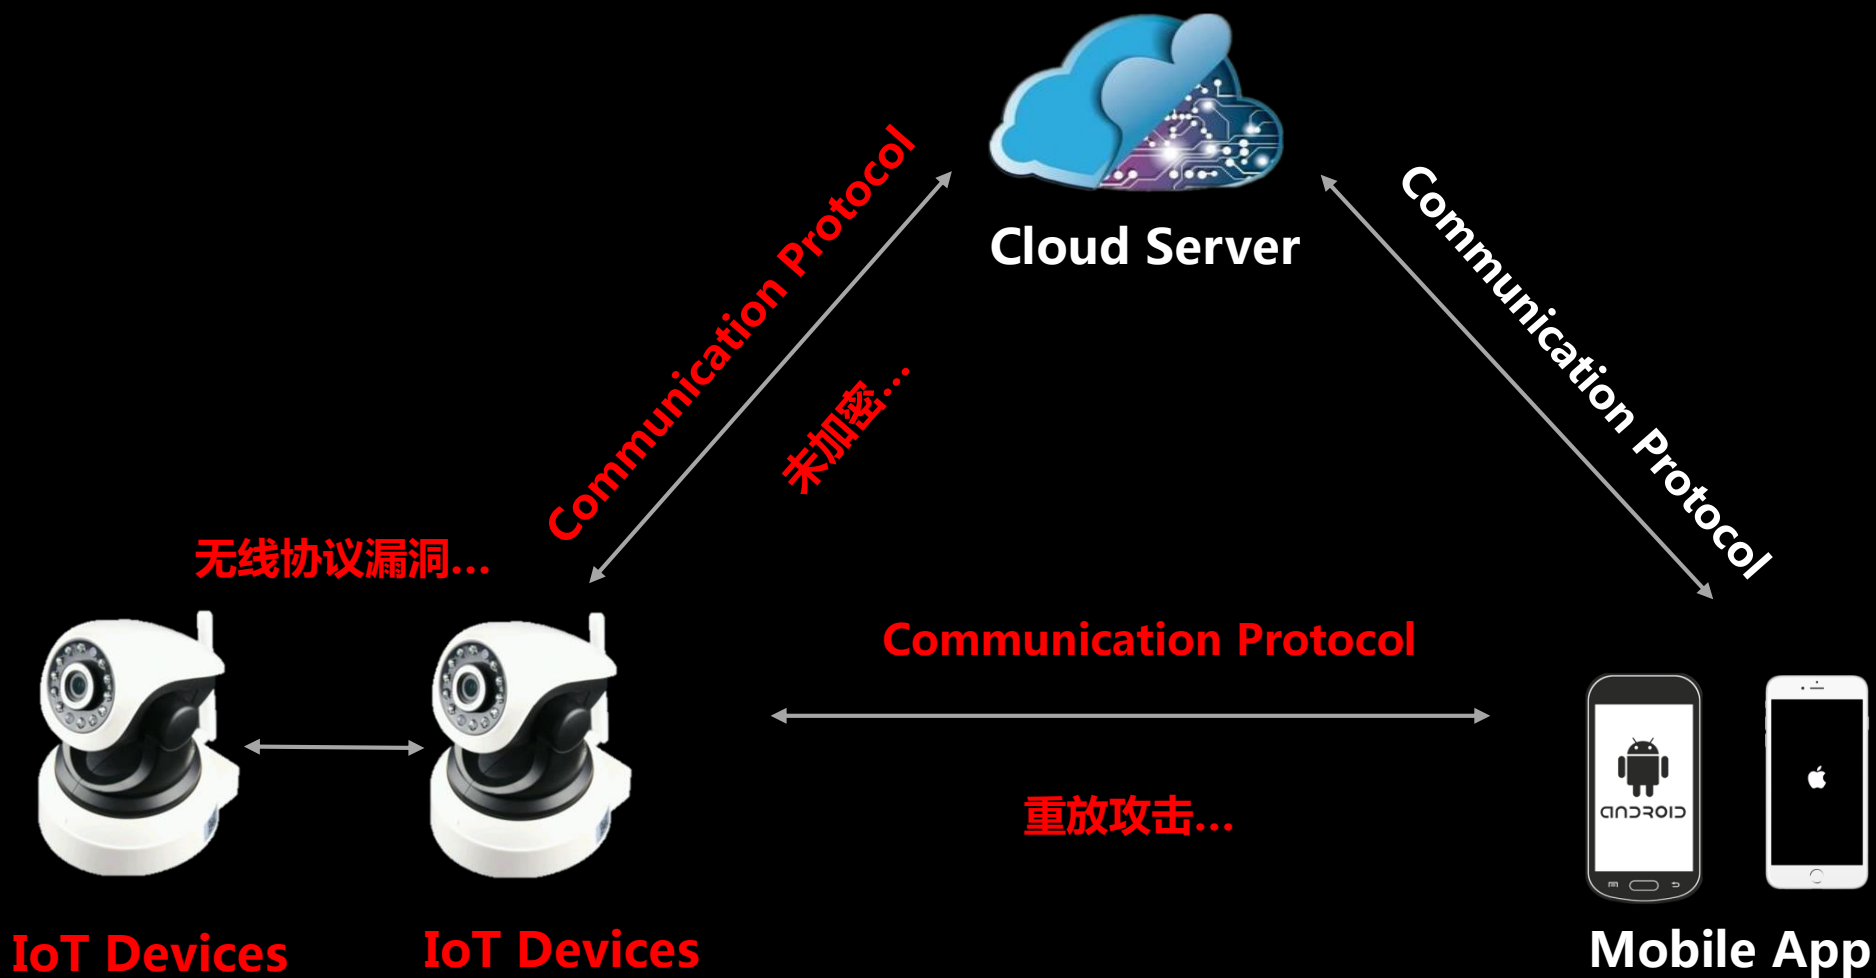 Communication Protocol
Cloud Server
Communication Protocol
未加密...
无线协议漏洞...
Communication Protocol
重放攻击...
ANDROID
IoT Devices
IoT Devices
Mobile App